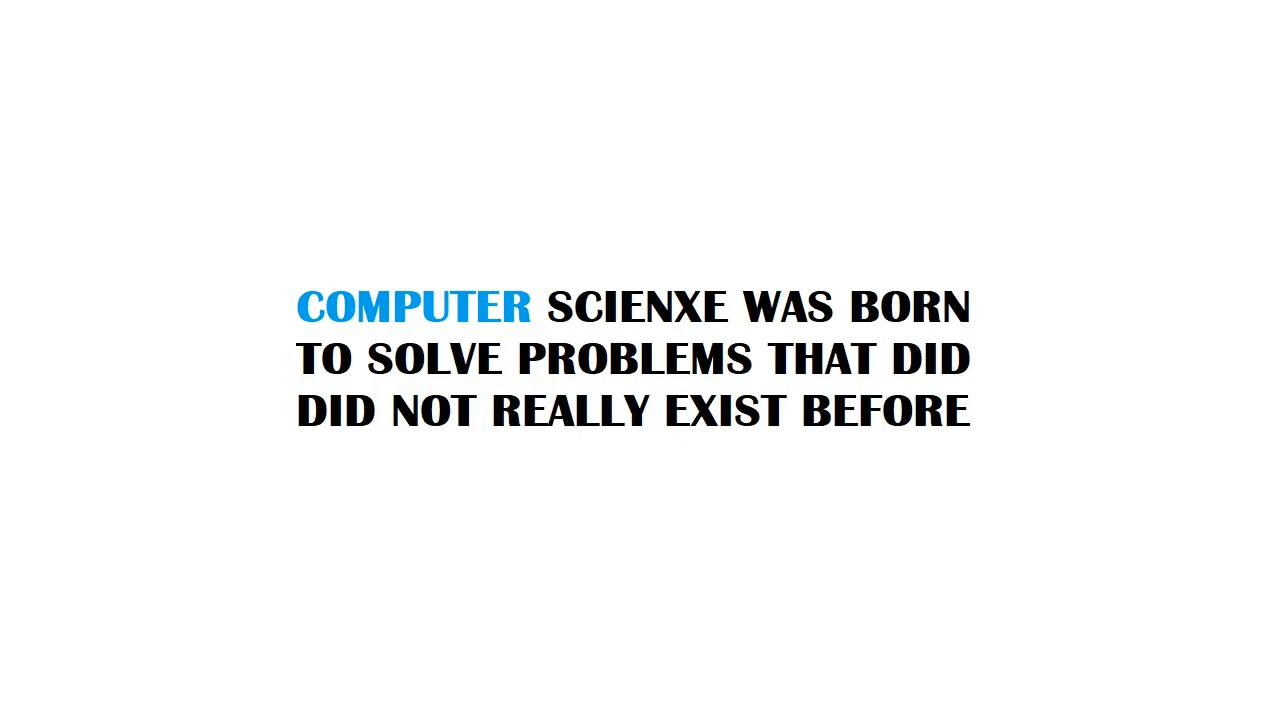 COMPUTER SCIENXE WAS BORN
TO SOLVE PROBLEMS THAT DID
DID NOT REALLY EXIST BEFORE